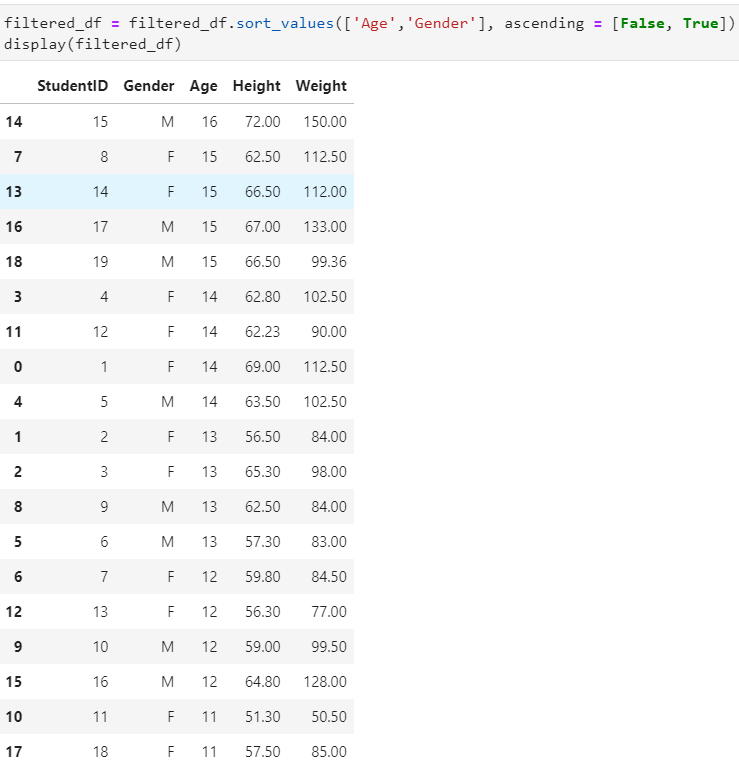 filtered_df = filtered_df.sort_values(['Age','Gender'], ascending = [False, True])
display(filtered_df)
StudentID Gender Age Height Weight
14 15 M 16 72.00 150.00
7 8 F 15 62.50 112.50
13 14 F 15 66.50 112.00
16 17 M 15 67.00 133.00
18 19 M 15 66.50 99.36
3 4 F 14 62.80 102.50
11 12 F 14 62.23 90.00
0 1 F 14 69.00 112.50
4 5 M 14 63.50 102.50
1 2 F 13 56.50 84.00
2 3 F 13 65.30 98.00
8 9 M 13 62.50 84.00
5 6 M 13 57.30 83.00
6 7 F 12 59.80 84.50
12 13 F 12 56.30 77.00
9 10 M 12 59.00 99.50
15 16 M 12 64.80 128.00
10 11 F 11 51.30 50.50
17 18 F 11 57.50 85.00